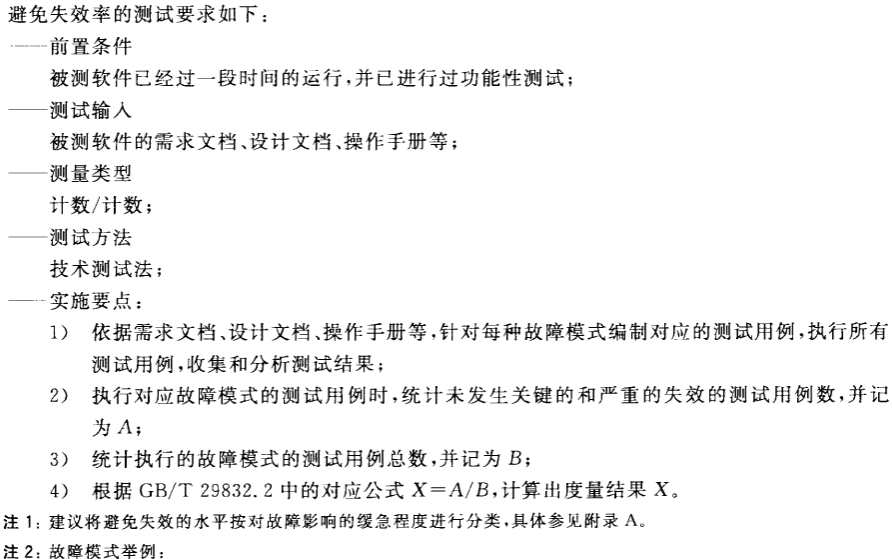 避免失效率的测试要求如下：
——前置条件
被测软件已经过一段时间的运行,并已进行过功能性测试；
——测试输入
被测软件的需求文档、设计文档、操作手册等；
——测量类型
计数/计数；
——测试方法
技术测试法；
——实施要点：
1） 依据需求文档、设计文档、操作手册等,针对每种故障模式编制对应的测试用例,执行所有
测试用例,收集和分析测试结果；
2） 执行对应故障模式的测试用例时,统计未发生关键的和严重的失效的测试用例数,并记
为 A；
3） 统计执行的故障模式的测试用例总数,并记为 B；
4） 根据 GB/T 29832.2 中的对应公式 X=A/B,计算出度量结果 X。
注 1：建议将避免失效的水平按对故障影响的缓急程度进行分类,具体参见附录 A。
注 2：故障模式举例：